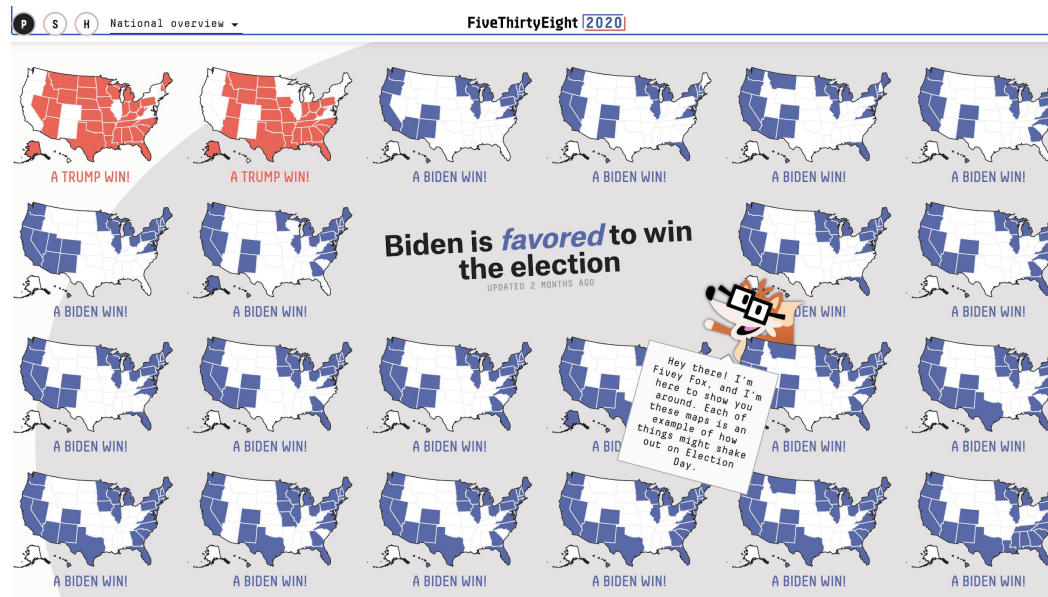 P S H National overview
FiveThirtyEight 2020
A TRUMP WIN! A TRUMP WIN! A BIDEN WIN! A BIDEN WIN! A BIDEN WIN! A BIDEN WIN!
Biden is favored to win
the election
UPDATED 2 MONTHS AGO
A BIDEN WIN! A BIDEN WIN! DEN WIN! A BIDEN WIN!
Hey there! I'm
Fivey Fox, and I'm
here to show you
around. Each of
these maps is an
example of how
things might shake
out on Election
Day.
A BIDEN WIN! A BIDEN WIN! A BIDEN WIN! A BID A BIDEN WIN! A BIDEN WIN!
A BIDEN WIN! A BIDEN WIN! A BIDEN WIN! A BIDEN WIN! A BIDEN WIN! A BIDEN WIN!